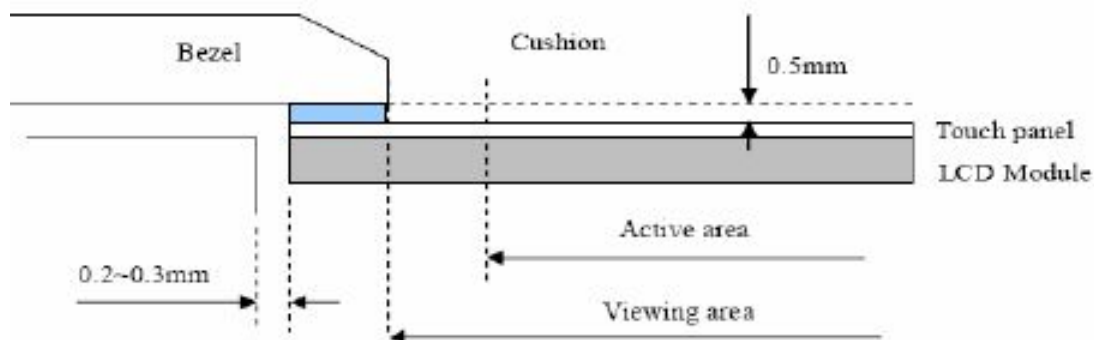 Cushion
Bezel
0.5mm
Touch panel
LCD Module
Active area
0.2~0.3mm
Viewing area